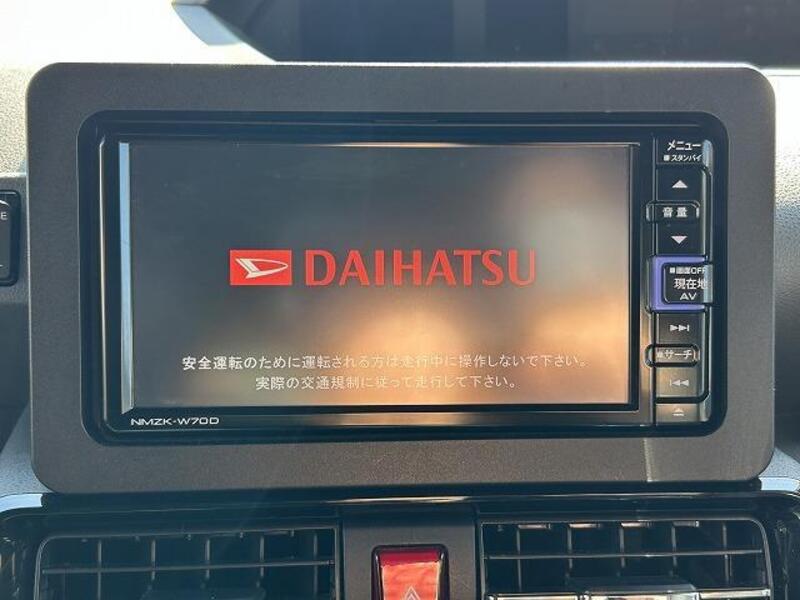 メニュー
■ スタンバイ
音量
DAIHATSU
■画面OFF
現在地
AV
安全運転のために運転される方は走行中に操作しないで下さい。
実際の交通規制に従って走行して下さい。
サーチ
NMZK-W70D